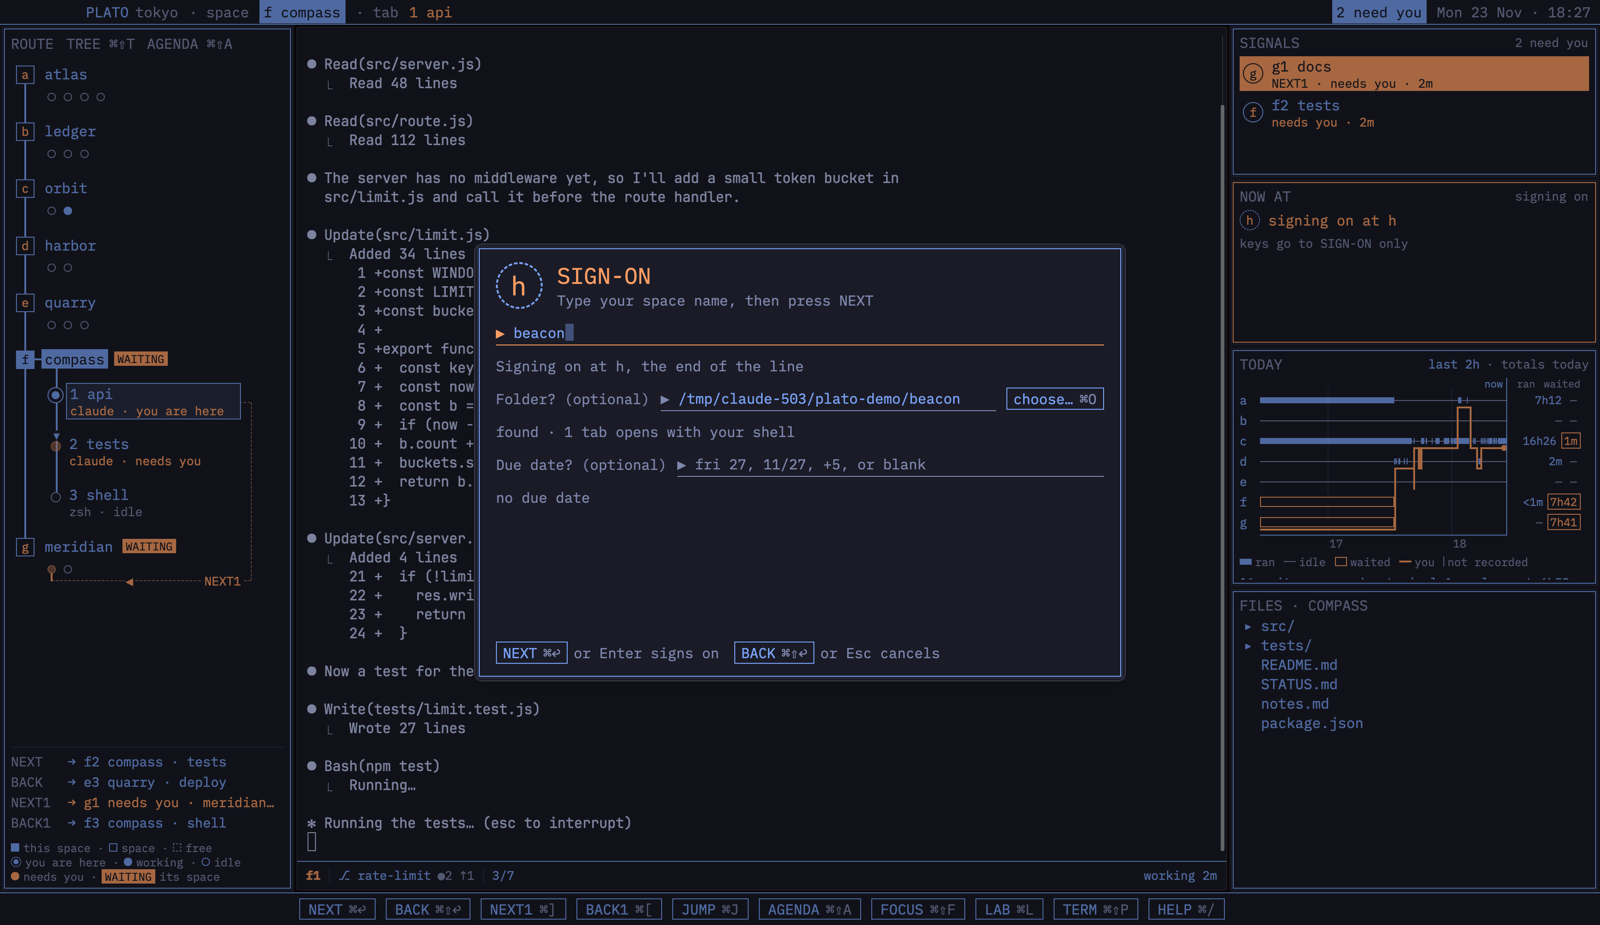 PLATO tokyo · space f compass · tab 1 api
2 need you Mon 23 Nov · 18:27
ROUTE TREE ⌘⇧T AGENDA ⌘⇧A
a atlas
b ledger
c orbit
d harbor
e quarry
f compass WAITING
1 api
claude · you are here
2 tests
claude · needs you
3 shell
zsh · idle
g meridian WAITING
NEXT1
NEXT → f2 compass · tests
BACK → e3 quarry · deploy
NEXT1 → g1 needs you · meridian…
BACK1 → f3 compass · shell
this space · space · free
you are here · working · idle
needs you · WAITING its space
● Read(src/server.js)
Read 48 lines
● Read(src/route.js)
Read 112 lines
● The server has no middleware yet, so I'll add a small token bucket in
src/limit.js and call it before the route handler.
● Update(src/limit.js)
Added 34 lines
1 +const WINDO
2 +const LIMIT
3 +const bucke
4 +
5 +export func
6 + const key
7 + const now
8 + const b =
9 + if (now -
10 + b.count +
11 + buckets.s
12 + return b.
13 +}
● Update(src/server.
Added 4 lines
21 + if (!limi
22 + res.wri
23 + return
24 + }
● Now a test for the
● Write(tests/limit.test.js)
Wrote 27 lines
● Bash(npm test)
Running…
✻ Running the tests… (esc to interrupt)
f1 rate-limit ●2 ↑1 3/7
working 2m
h SIGN-ON
Type your space name, then press NEXT
▶ beacon
Signing on at h, the end of the line
Folder? (optional) ▶ /tmp/claude-503/plato-demo/beacon choose… ⌘O
found · 1 tab opens with your shell
Due date? (optional) ▶ fri 27, 11/27, +5, or blank
no due date
NEXT ⌘↩ or Enter signs on BACK ⌘⇧↩ or Esc cancels
SIGNALS 2 need you
g g1 docs
NEXT1 · needs you · 2m
f f2 tests
needs you · 2m
NOW AT signing on
h signing on at h
keys go to SIGN-ON only
TODAY last 2h · totals today
now ran waited
a 7h12 —
b — —
c 16h26 1m
d 2m —
e — —
f <1m 7h42
g — 7h41
17 18
ran idle waited you not recorded
FILES · COMPASS
▸ src/
▸ tests/
README.md
STATUS.md
notes.md
package.json
NEXT ⌘↩ BACK ⌘⇧↩ NEXT1 ⌘] BACK1 ⌘[ JUMP ⌘J AGENDA ⌘⇧A FOCUS ⌘⇧F LAB ⌘L TERM ⌘⇧P HELP ⌘/